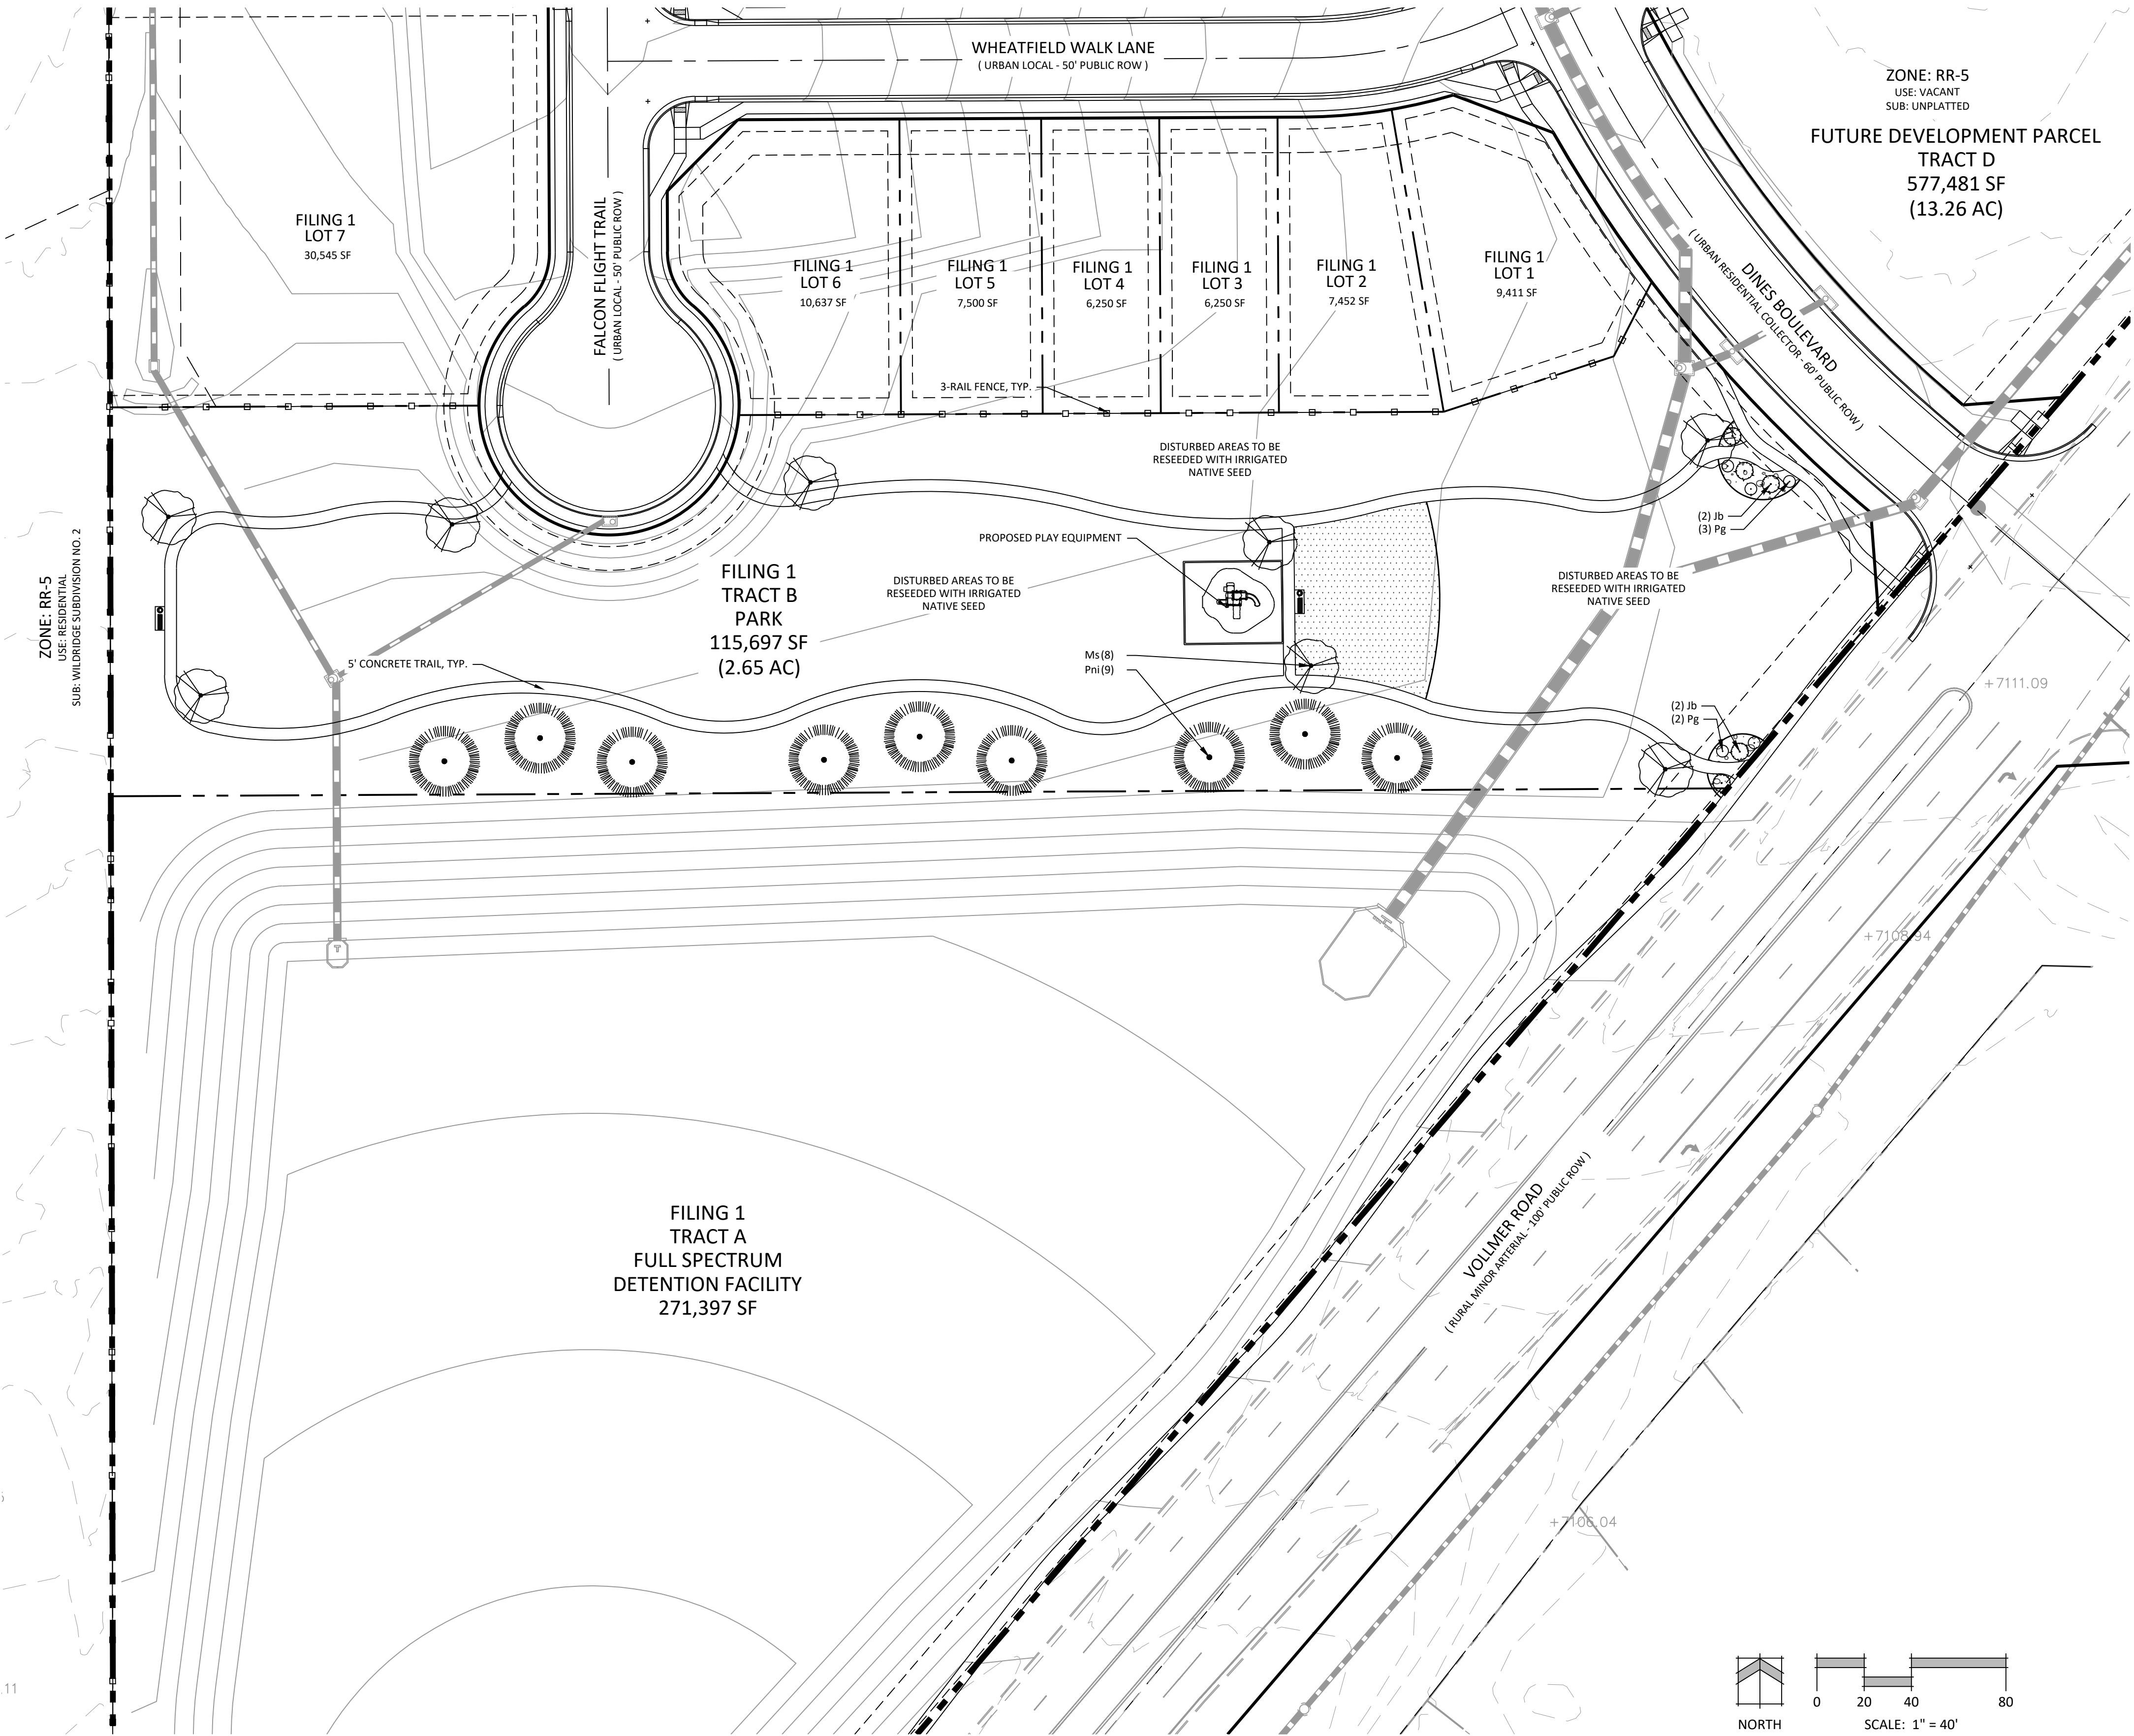 WHEATFIELD WALK LANE
( URBAN LOCAL - 50' PUBLIC ROW )
ZONE: RR-5
USE: VACANT
SUB: UNPLATTED
FUTURE DEVELOPMENT PARCEL
TRACT D
577,481 SF
(13.26 AC)
FILING 1
LOT 7
30,545 SF
FALCON FLIGHT TRAIL
( URBAN LOCAL - 50' PUBLIC ROW )
FILING 1
LOT 6
10,637 SF
FILING 1
LOT 5
7,500 SF
FILING 1
LOT 4
6,250 SF
FILING 1
LOT 3
6,250 SF
FILING 1
LOT 2
7,452 SF
FILING 1
LOT 1
9,411 SF
DINES BOULEVARD
( URBAN RESIDENTIAL COLLECTOR - 60' PUBLIC ROW )
3-RAIL FENCE, TYP.
DISTURBED AREAS TO BE
RESEEDED WITH IRRIGATED
NATIVE SEED
(2) Jb
(3) Pg
PROPOSED PLAY EQUIPMENT
ZONE: RR-5
USE: RESIDENTIAL
SUB: WILDRIDGE SUBDIVISION NO. 2
FILING 1
TRACT B
PARK
115,697 SF
(2.65 AC)
DISTURBED AREAS TO BE
RESEEDED WITH IRRIGATED
NATIVE SEED
DISTURBED AREAS TO BE
RESEEDED WITH IRRIGATED
NATIVE SEED
5' CONCRETE TRAIL, TYP.
Ms(8)
Pni(9)
(2) Jb
(2) Pg
+7111.09
+7108.94
FILING 1
TRACT A
FULL SPECTRUM
DETENTION FACILITY
271,397 SF
VOLLMER ROAD
( RURAL MINOR ARTERIAL - 100' PUBLIC ROW )
+7106.04
.11
NORTH
0 20 40 80
SCALE: 1" = 40'